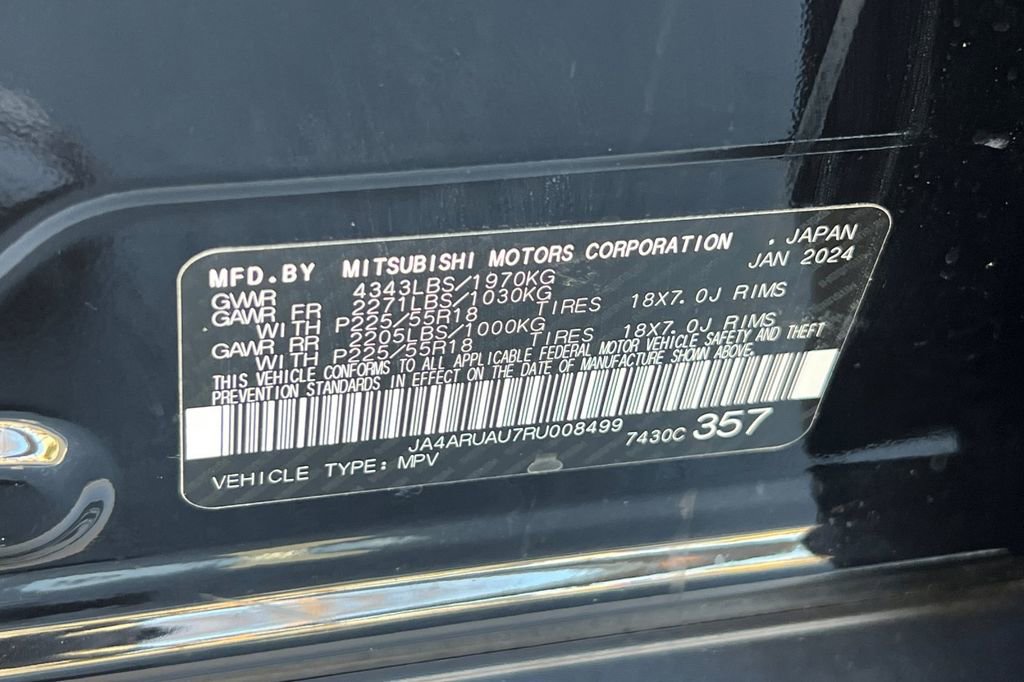 MFD.BY MITSUBISHI MOTORS CORPORATION . JAPAN
JAN 2024
GVWR 4343LBS/1970KG
GAWR FR 2271LBS/1030KG
WITH P225/55R18 TIRES 18X7.0J RIMS
GAWR RR 2205LBS/1000KG
WITH P225/55R18 TIRES 18X7.0J RIMS
THIS VEHICLE CONFORMS TO ALL APPLICABLE FEDERAL MOTOR VEHICLE SAFETY AND THEFT
PREVENTION STANDARDS IN EFFECT ON THE DATE OF MANUFACTURE SHOWN ABOVE.
JA4ARUAU7RU008499 7430C 357
VEHICLE TYPE: MPV